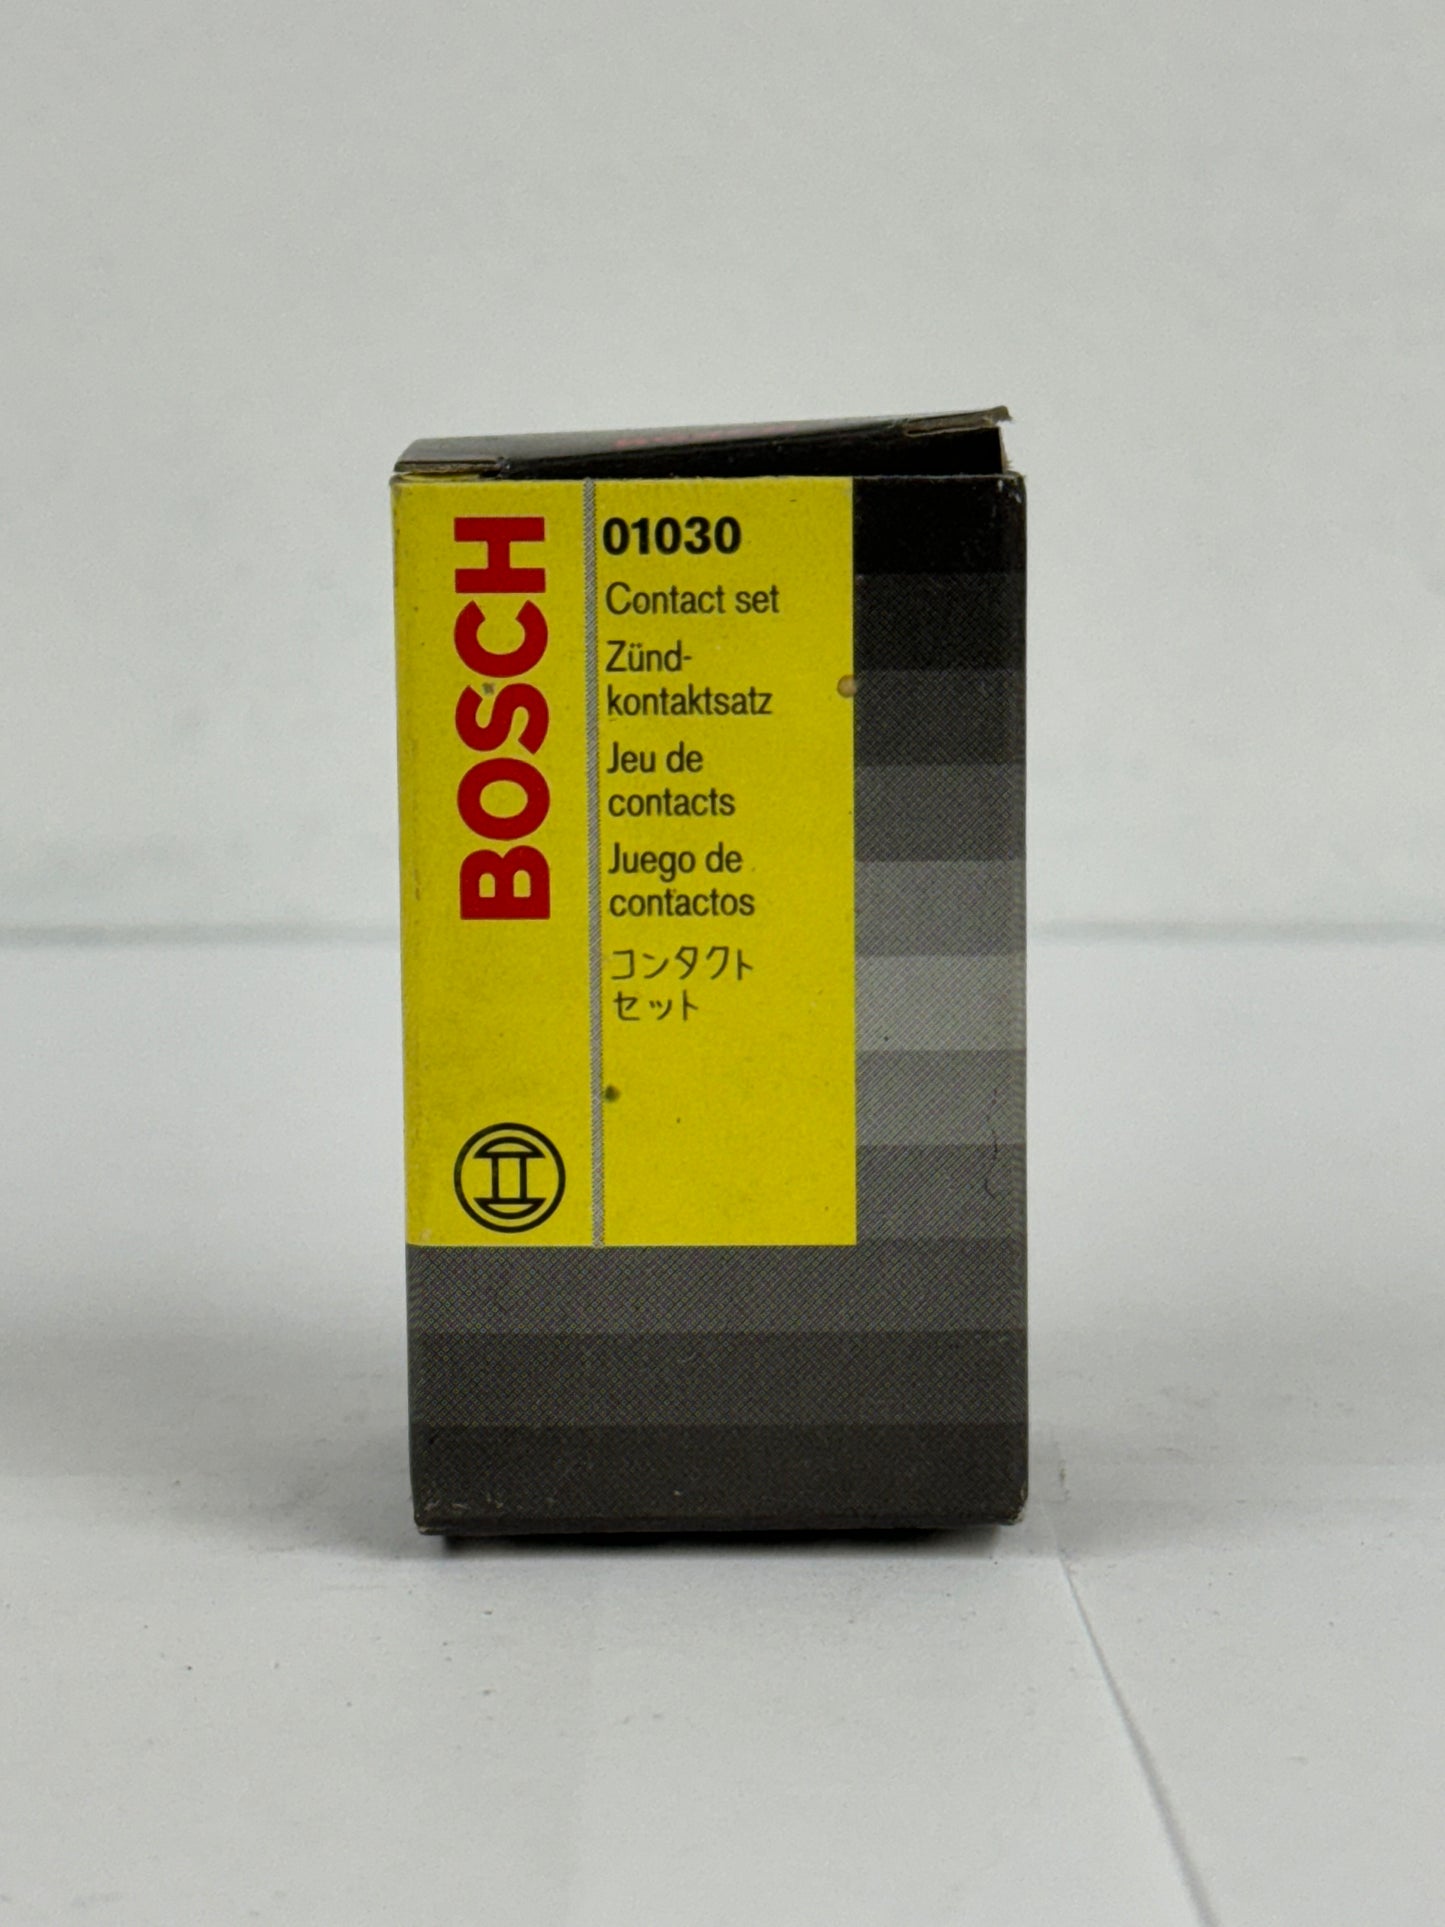 BOSCH
01030
Contact set
Zünd-
kontaktsatz
Jeu de
contacts
Juego de
contactos
コンタクト
セット